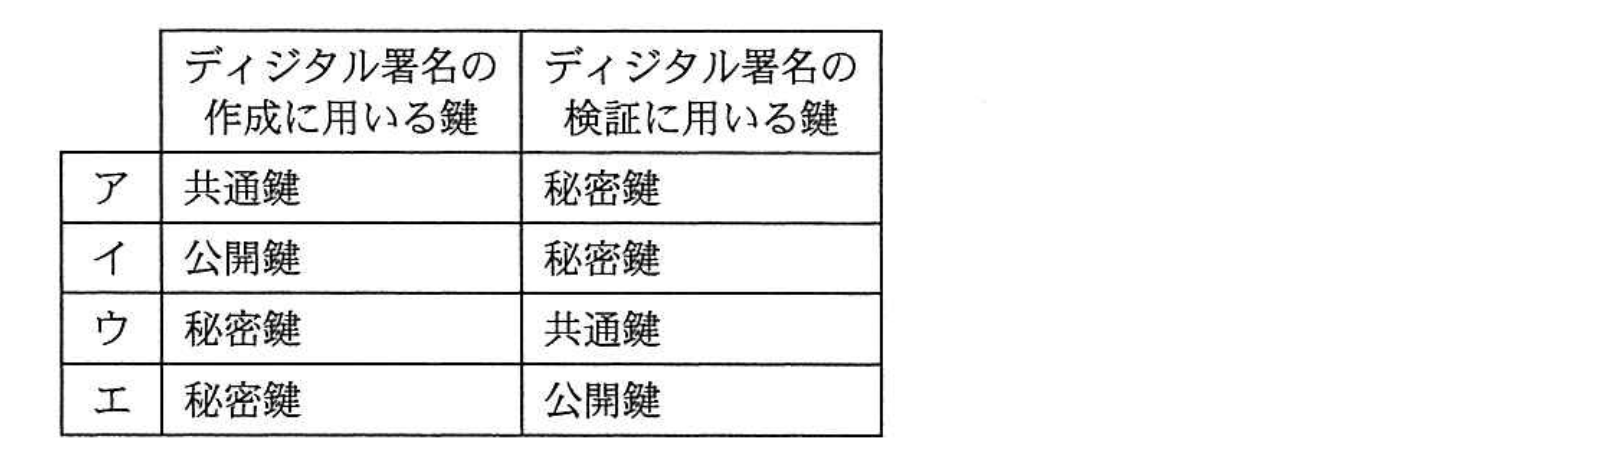 ディジタル署名の
作成に用いる鍵
ディジタル署名の
検証に用いる鍵
ア 共通鍵 秘密鍵
イ 公開鍵 秘密鍵
ウ 秘密鍵 共通鍵
エ 秘密鍵 公開鍵